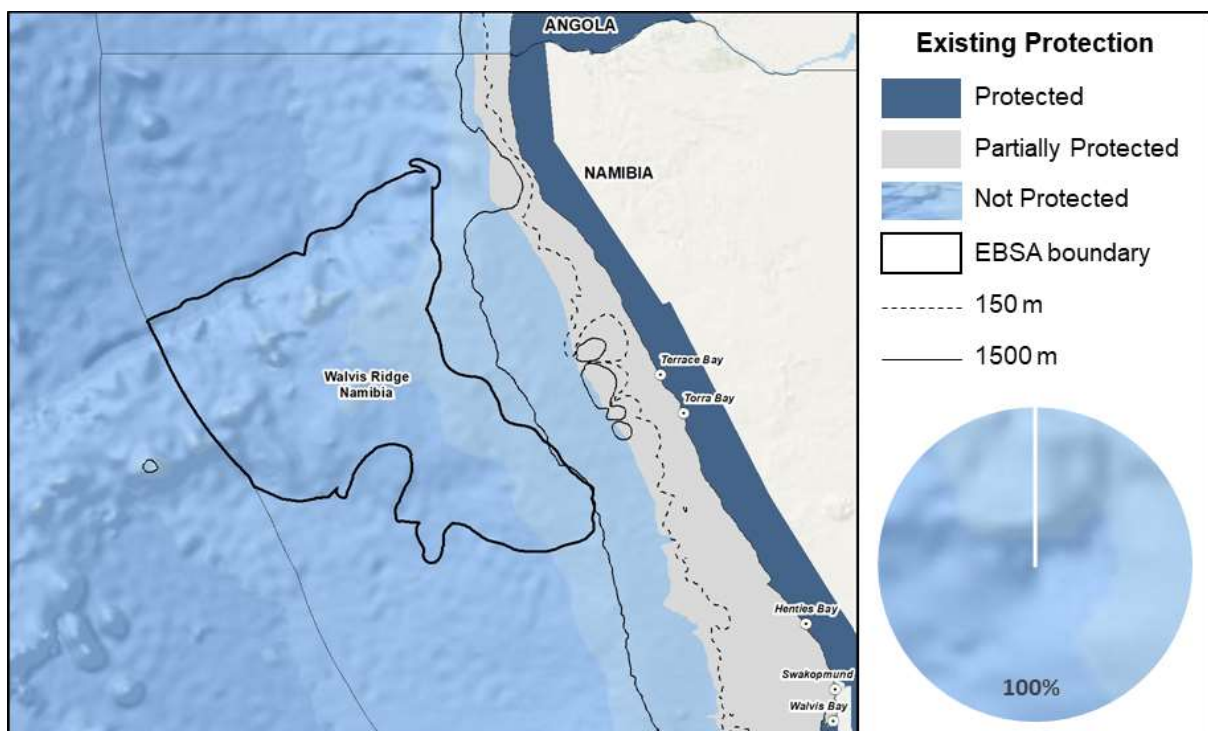 ANGOLA
NAMIBIA
Walvis Ridge
Namibia
Terrace Bay
Torra Bay
Henties Bay
Swakopmund
Walvis Bay
Existing Protection
Protected
Partially Protected
Not Protected
EBSA boundary
150 m
1500 m
100%